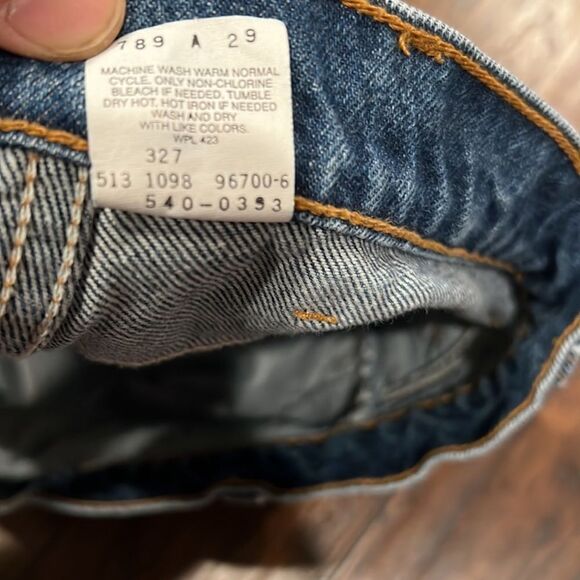 789 A 29
MACHINE WASH WARM NORMAL
CYCLE. ONLY NON-CHLORINE
BLEACH IF NEEDED. TUMBLE
DRY HOT. HOT IRON IF NEEDED
WASH AND DRY
WITH LIKE COLORS.
WPL 423
327
513 1098 96700-6
540-0393